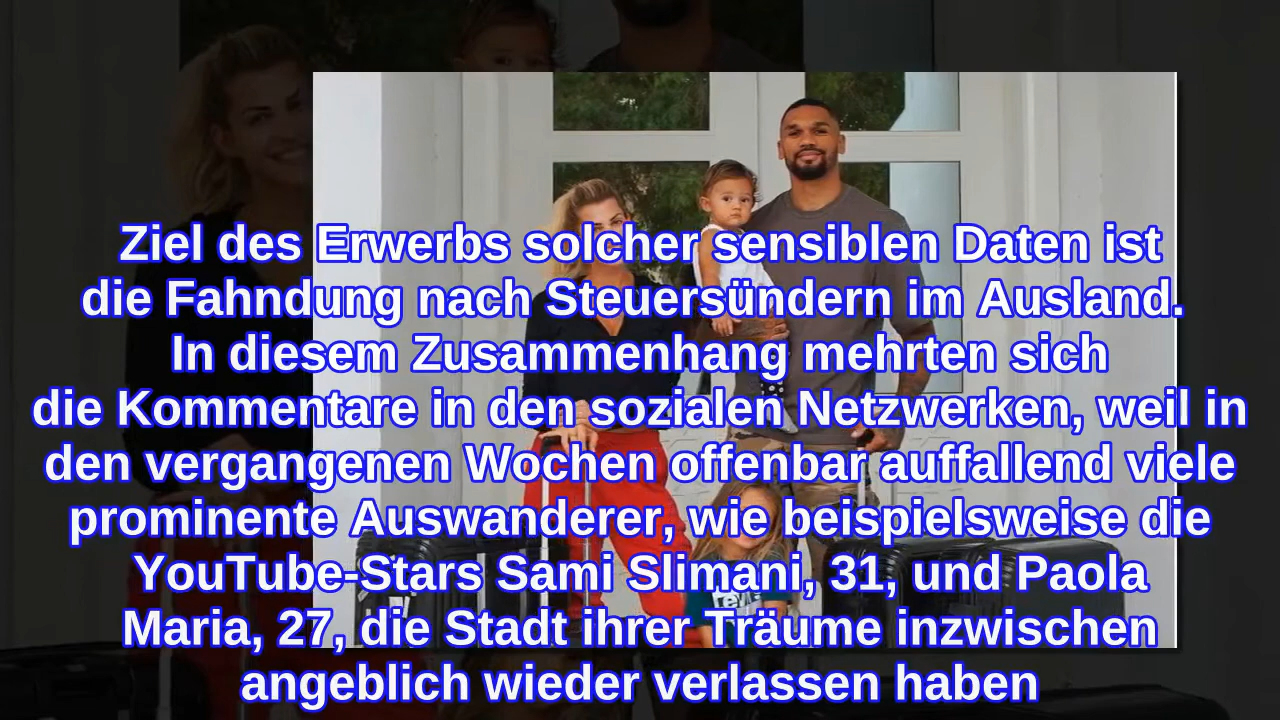 Ziel des Erwerbs solcher sensiblen Daten ist
die Fahndung nach Steuersündern im Ausland.
In diesem Zusammenhang mehrten sich
die Kommentare in den sozialen Netzwerken, weil in
den vergangenen Wochen offenbar auffallend viele
prominente Auswanderer, wie beispielsweise die
YouTube-Stars Sami Slimani, 31, und Paola
Maria, 27, die Stadt ihrer Träume inzwischen
angeblich wieder verlassen haben